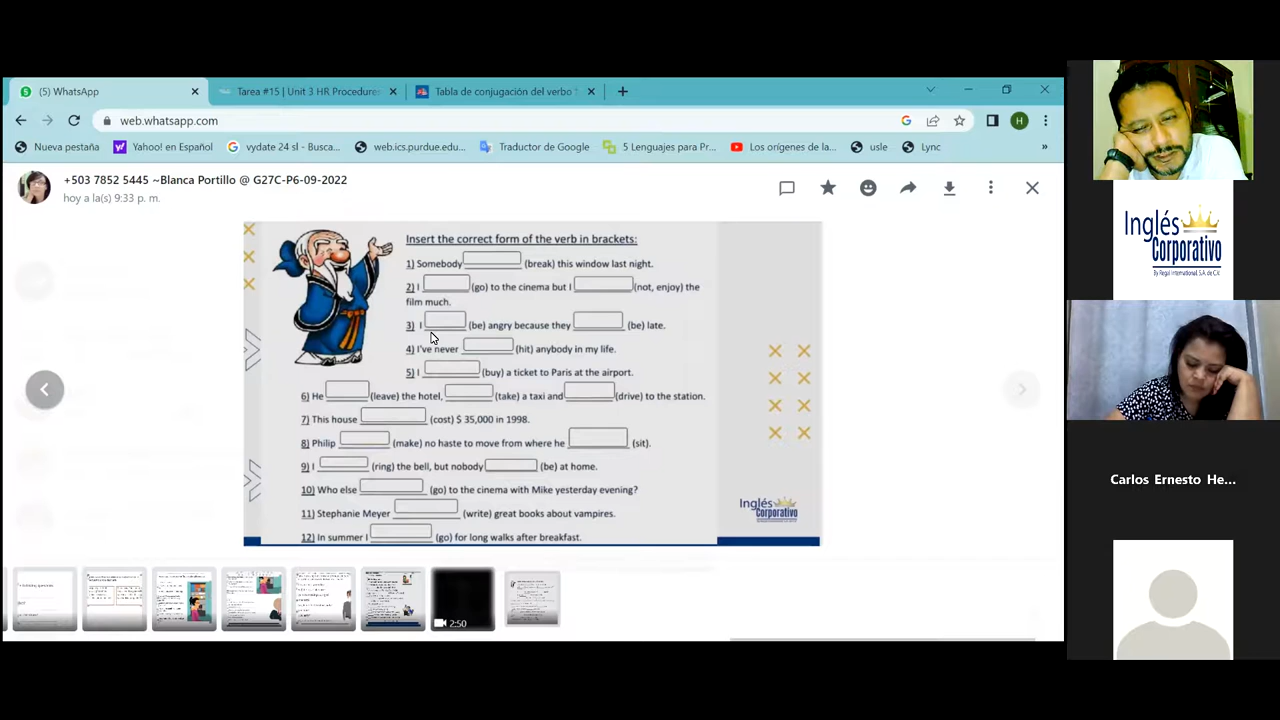 (5) WhatsApp
Tarea #15 | Unit 3 HR Procedures
Tabla de conjugación del verbo
web.whatsapp.com
H
Nueva pestaña
Yahoo! en Español
vydate 24 sl - Busca...
web.ics.purdue.edu...
Traductor de Google
5 Lenguajes para Pr...
Los orígenes de la...
usle
Lync
»
+503 7852 5445 ~Blanca Portillo @ G27C-P6-09-2022
hoy a la(s) 9:33 p. m.
Insert the correct form of the verb in brackets:
1) Somebody (break) this window last night.
2) I (go) to the cinema but I (not, enjoy) the
film much.
3) I (be) angry because they (be) late.
4) I've never (hit) anybody in my life.
5) I (buy) a ticket to Paris at the airport.
6) He (leave) the hotel, (take) a taxi and (drive) to the station.
7) This house (cost) $ 35,000 in 1998.
8) Philip (make) no haste to move from where he (sit).
9) I (ring) the bell, but nobody (be) at home.
10) Who else (go) to the cinema with Mike yesterday evening?
11) Stephanie Meyer (write) great books about vampires.
12) In summer I (go) for long walks after breakfast.
Inglés
Corporativo
2:50
Inglés
Corporativo
By Regal International, S.A. de C.V.
Carlos Ernesto He...